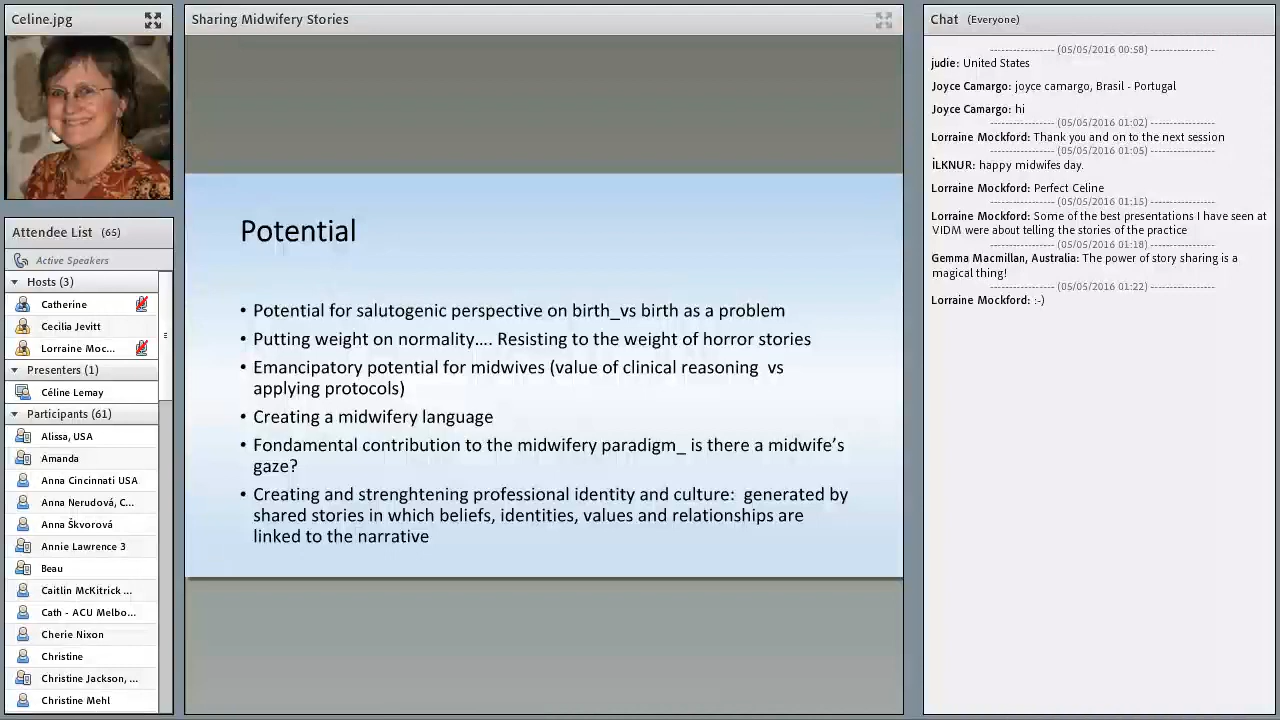 Celine.jpg
Attendee List (65)
Active Speakers
Hosts (3)
Catherine
Cecilia Jevitt
Lorraine Moc...
Presenters (1)
Céline Lemay
Participants (61)
Alissa, USA
Amanda
Anna Cincinnati USA
Anna Nerudová, C...
Anna Škvorová
Annie Lawrence 3
Beau
Caitlin McKitrick ...
Cath - ACU Melbo...
Cherie Nixon
Christine
Christine Jackson, ...
Christine Mehl
Sharing Midwifery Stories
Potential
• Potential for salutogenic perspective on birth_vs birth as a problem
• Putting weight on normality…. Resisting to the weight of horror stories
• Emancipatory potential for midwives (value of clinical reasoning vs
applying protocols)
• Creating a midwifery language
• Fondamental contribution to the midwifery paradigm_ is there a midwife’s
gaze?
• Creating and strenghtening professional identity and culture: generated by
shared stories in which beliefs, identities, values and relationships are
linked to the narrative
Chat (Everyone)
------------------ (05/05/2016 00:58) ------------------
judie: United States
Joyce Camargo: joyce camargo, Brasil - Portugal
Joyce Camargo: hi
------------------ (05/05/2016 01:02) ------------------
Lorraine Mockford: Thank you and on to the next session
------------------ (05/05/2016 01:05) ------------------
İLKNUR: happy midwifes day.
Lorraine Mockford: Perfect Celine
------------------ (05/05/2016 01:15) ------------------
Lorraine Mockford: Some of the best presentations I have seen at
VIDM were about telling the stories of the practice
------------------ (05/05/2016 01:18) ------------------
Gemma Macmillan, Australia: The power of story sharing is a
magical thing!
------------------ (05/05/2016 01:22) ------------------
Lorraine Mockford: :-)